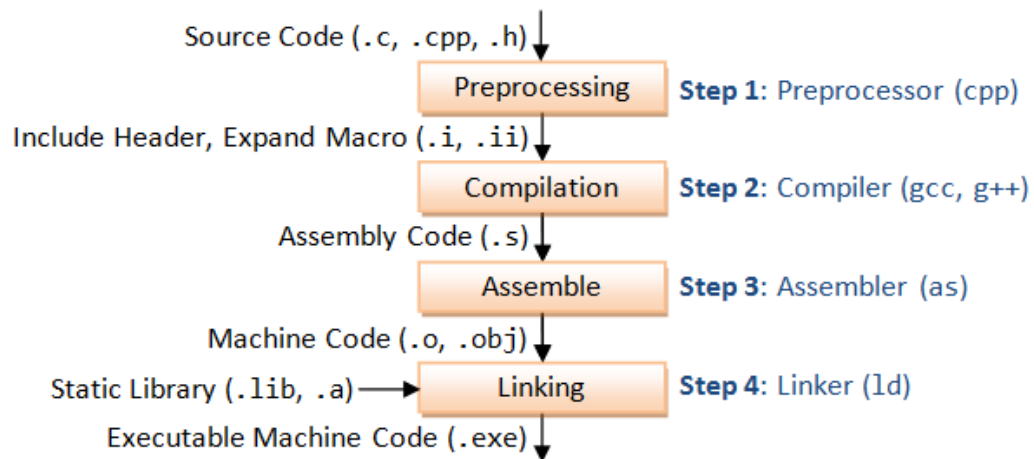 Source Code (.c, .cpp, .h)
Preprocessing
Step 1: Preprocessor (cpp)
Include Header, Expand Macro (.i, .ii)
Compilation
Step 2: Compiler (gcc, g++)
Assembly Code (.s)
Assemble
Step 3: Assembler (as)
Machine Code (.o, .obj)
Static Library (.lib, .a)
Linking
Step 4: Linker (ld)
Executable Machine Code (.exe)